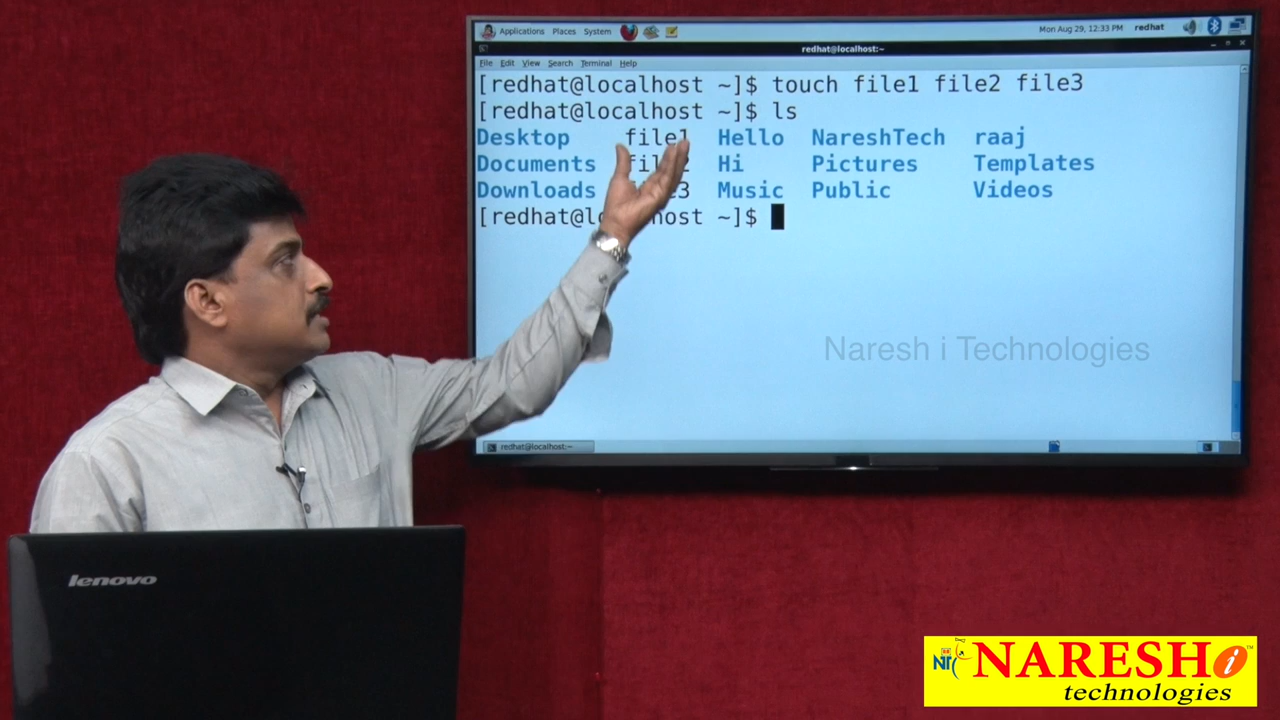 Applications Places System
Mon Aug 29, 12:33 PM redhat
redhat@localhost:~
File Edit View Search Terminal Help
[redhat@localhost ~]$ touch file1 file2 file3
[redhat@localhost ~]$ ls
Desktop file1 Hello NareshTech raaj
Documents Hi Pictures Templates
Downloads Music Public Videos
[redhat@localhost ~]$
Naresh i Technologies
redhat@localhost:~
lenovo
NARESH i
technologies